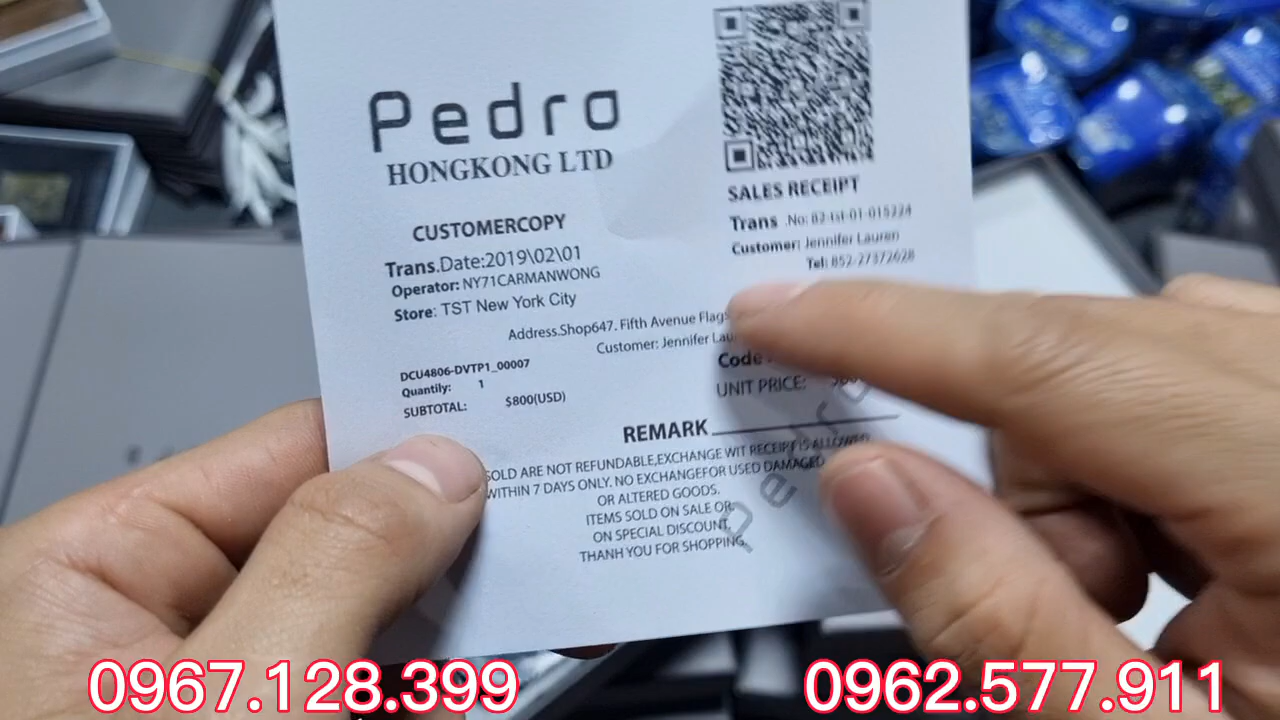 Pedro
HONGKONG LTD
CUSTOMERCOPY
Trans.Date:2019\02\01
Operator: NY71CARMANWONG
Store: TST New York City
SALES RECEIPT
Trans .No: 82-tst-01-015224
Customer: Jennifer Lauren
Tel: 852-27372628
Address.Shop647. Fifth Avenue
Customer: Jennifer
DCU4806-DVTP1_00007
Quantily: 1
SUBTOTAL: $800(USD)
Code
UNIT PRICE:
REMARK
SOLD ARE NOT REFUNDABLE,EXCHANGE WIT RECEIPT IS ALLOWED
WITHIN 7 DAYS ONLY. NO EXCHANGEFOR USED DAMAGED
OR ALTERED GOODS.
ITEMS SOLD ON SALE OR
ON SPECIAL DISCOUNT.
THANK YOU FOR SHOPPING.
Pedro
0967.128.399
0962.577.911